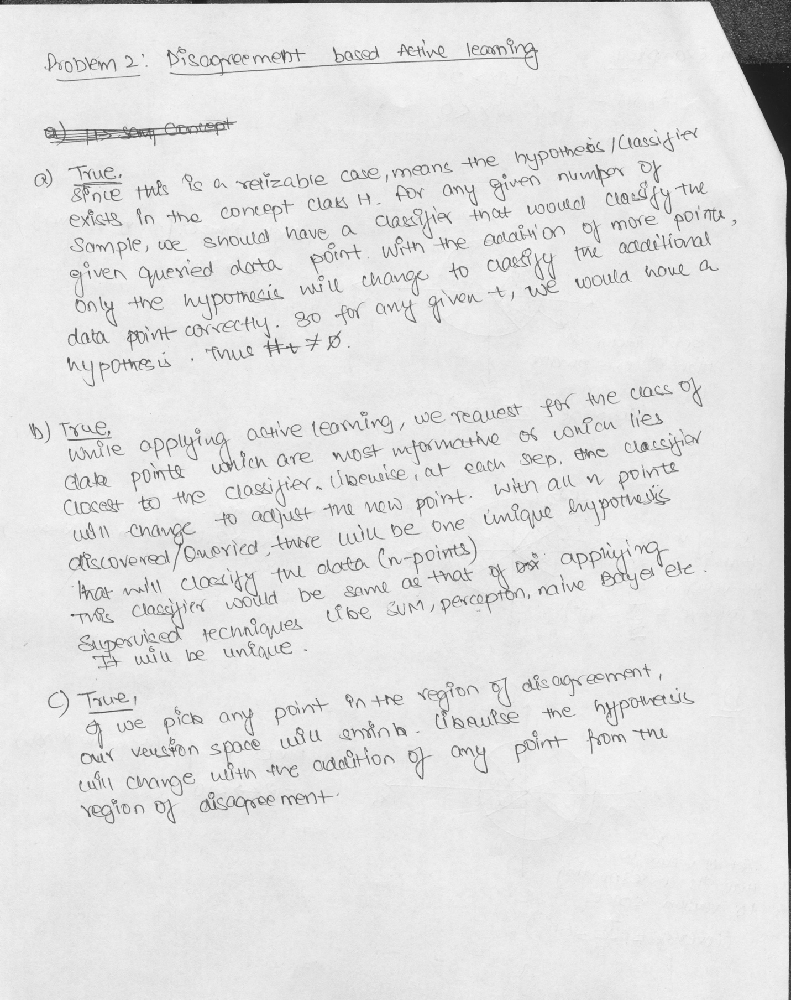 Problem 2: Disagreement based Active learning
a) H> Concept
a) True.
Since this is a relizable case, means the hypothesis/Classifier
exists in the concept class H. For any given number of
Sample, we should have a classifier that would classify the
given queried data point. With the addition of more points,
only the hypothesis will change to classify the additional
data point correctly. So for any given t, we would have a
hypothesis. Thus Ht ≠ Ø.
b) True,
While applying active learning, we request for the class of
data points which are most informative or which lies
closest to the classifier. Likewise, at each step, the classifier
will change to adjust the new point. With all n points
discovered/Queried, there will be one unique hypothesis
that will classify the data (n-points)
This classifier would be same as that of applying
Supervised techniques like SVM, percepton, naive Bayes etc.
It will be unique.
C) True,
If we pick any point in the region of disagreement,
our version space will shrink. Likewise the hypothesis
will change with the addition of any point from the
region of disagreement.